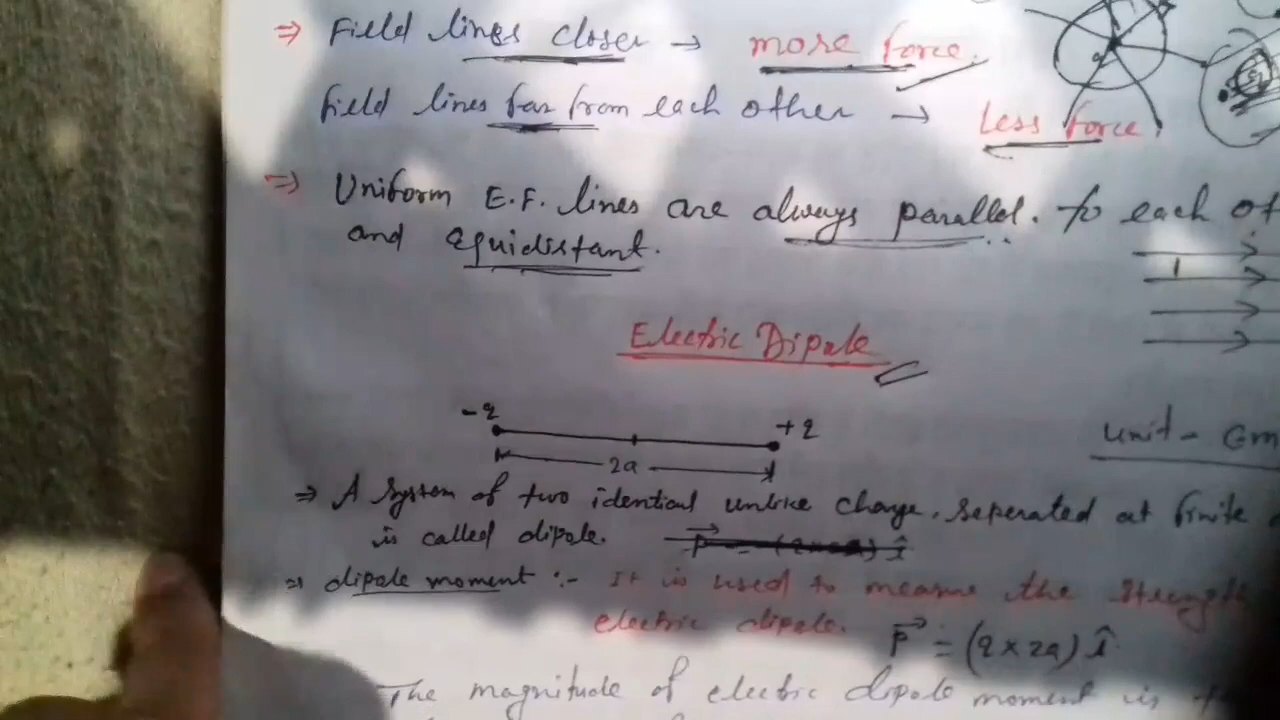 ⇒ Field lines closer → more force.
Field lines far from each other → Less force
⇒ Uniform E.F. lines are always parallel. to each
and equidistant.
Electric Dipole
-q +q
2a
unit - Cm
⇒ A System of two identical unlike charge. Seperated at finite
is called dipole.
⇒ dipole moment :- It is used to measure the strength
electric dipole. P⃗ = (q × 2a) î
The magnitude of electric dipole moment is